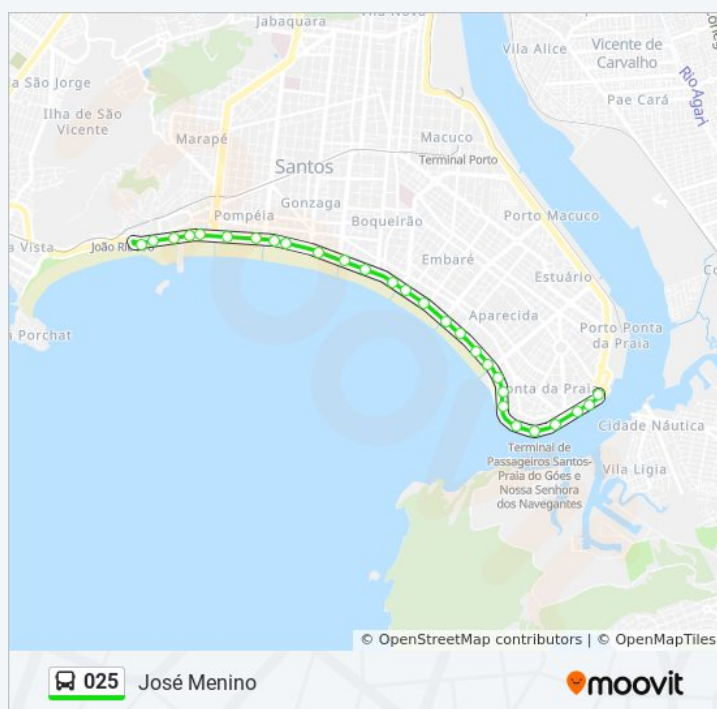 Jabaquara
Vila Alice
Vicente de
Carvalho
São Jorge
Ilha de São
Vicente
Pae Cará
Rio
Marapé
Macuco
Terminal Porto
Santos
Gonzaga
Pompéia
Boqueirão
Porto Macuco
a Vista
João
Embaré
Estuário
Porchat
Aparecida
Porto Ponta
da Praia
onta da Praia
Cidade Náutica
Terminal de
Passageiros Santos-
Praia do Góes e
Nossa Senhora
dos Navegantes
Vila Ligia
© OpenStreetMap contributors | © OpenMapTiles
025 José Menino
moovit